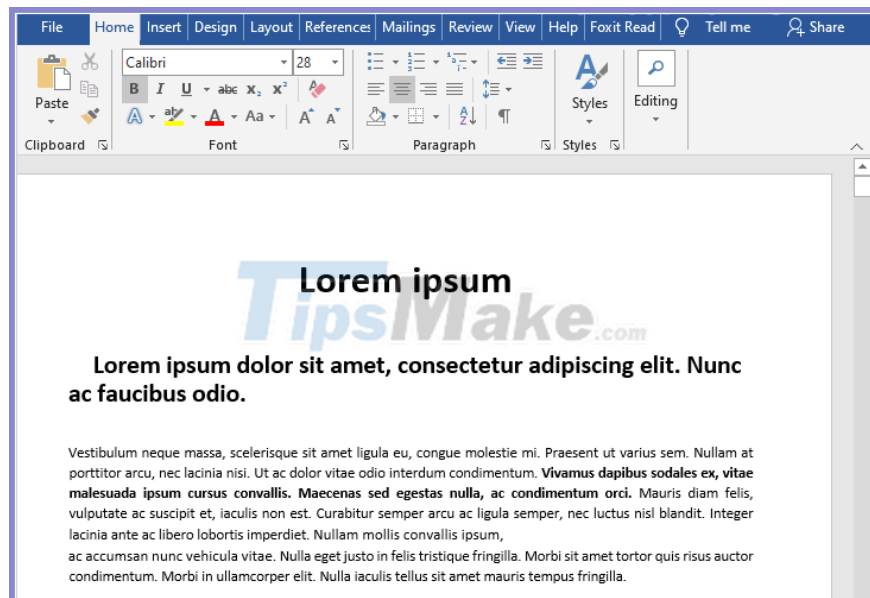 File Home Insert Design Layout References Mailings Review View Help Foxit Read Tell me Share
Calibri 28
B I U abc X₂ X²
A aby A Aa A A A Z
Paste Styles Editing
Clipboard Font Paragraph Styles
Lorem ipsum
TipsMake.com
Lorem ipsum dolor sit amet, consectetur adipiscing elit. Nunc
ac faucibus odio.
Vestibulum neque massa, scelerisque sit amet ligula eu, congue molestie mi. Praesent ut varius sem. Nullam at
porttitor arcu, nec lacinia nisi. Ut ac dolor vitae odio interdum condimentum. Vivamus dapibus sodales ex, vitae
malesuada ipsum cursus convallis. Maecenas sed egestas nulla, ac condimentum orci. Mauris diam felis,
vulputate ac suscipit et, iaculis non est. Curabitur semper arcu ac ligula semper, nec luctus nisl blandit. Integer
lacinia ante ac libero lobortis imperdiet. Nullam mollis convallis ipsum,
ac accumsan nunc vehicula vitae. Nulla eget justo in felis tristique fringilla. Morbi sit amet tortor quis risus auctor
condimentum. Morbi in ullamcorper elit. Nulla iaculis tellus sit amet mauris tempus fringilla.